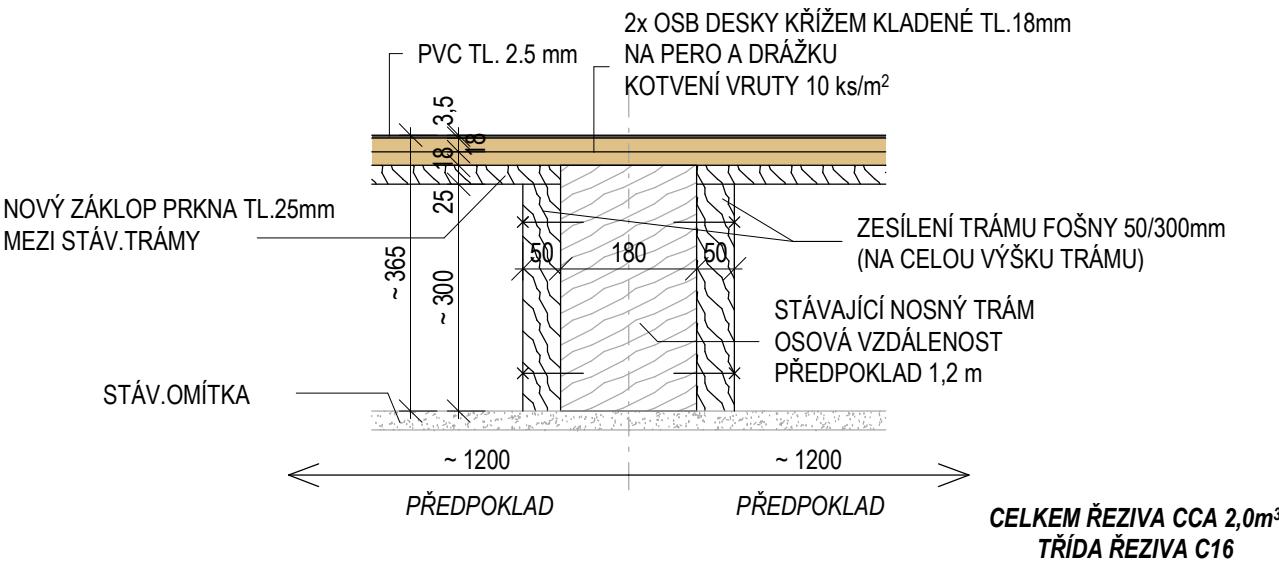 2x OSB DESKY KŘÍŽEM KLADENÉ TL.18mm
NA PERO A DRÁŽKU
KOTVENÍ VRUTY 10 ks/m²
PVC TL. 2.5 mm
3,5
18
18
25
NOVÝ ZÁKLOP PRKNA TL.25mm
MEZI STÁV.TRÁMY
ZESÍLENÍ TRÁMU FOŠNY 50/300mm
(NA CELOU VÝŠKU TRÁMU)
50
180
50
~ 365
~ 300
STÁVAJÍCÍ NOSNÝ TRÁM
OSOVÁ VZDÁLENOST
PŘEDPOKLAD 1,2 m
STÁV.OMÍTKA
~ 1200
~ 1200
PŘEDPOKLAD
PŘEDPOKLAD
CELKEM ŘEZIVA CCA 2,0m³
TŘÍDA ŘEZIVA C16